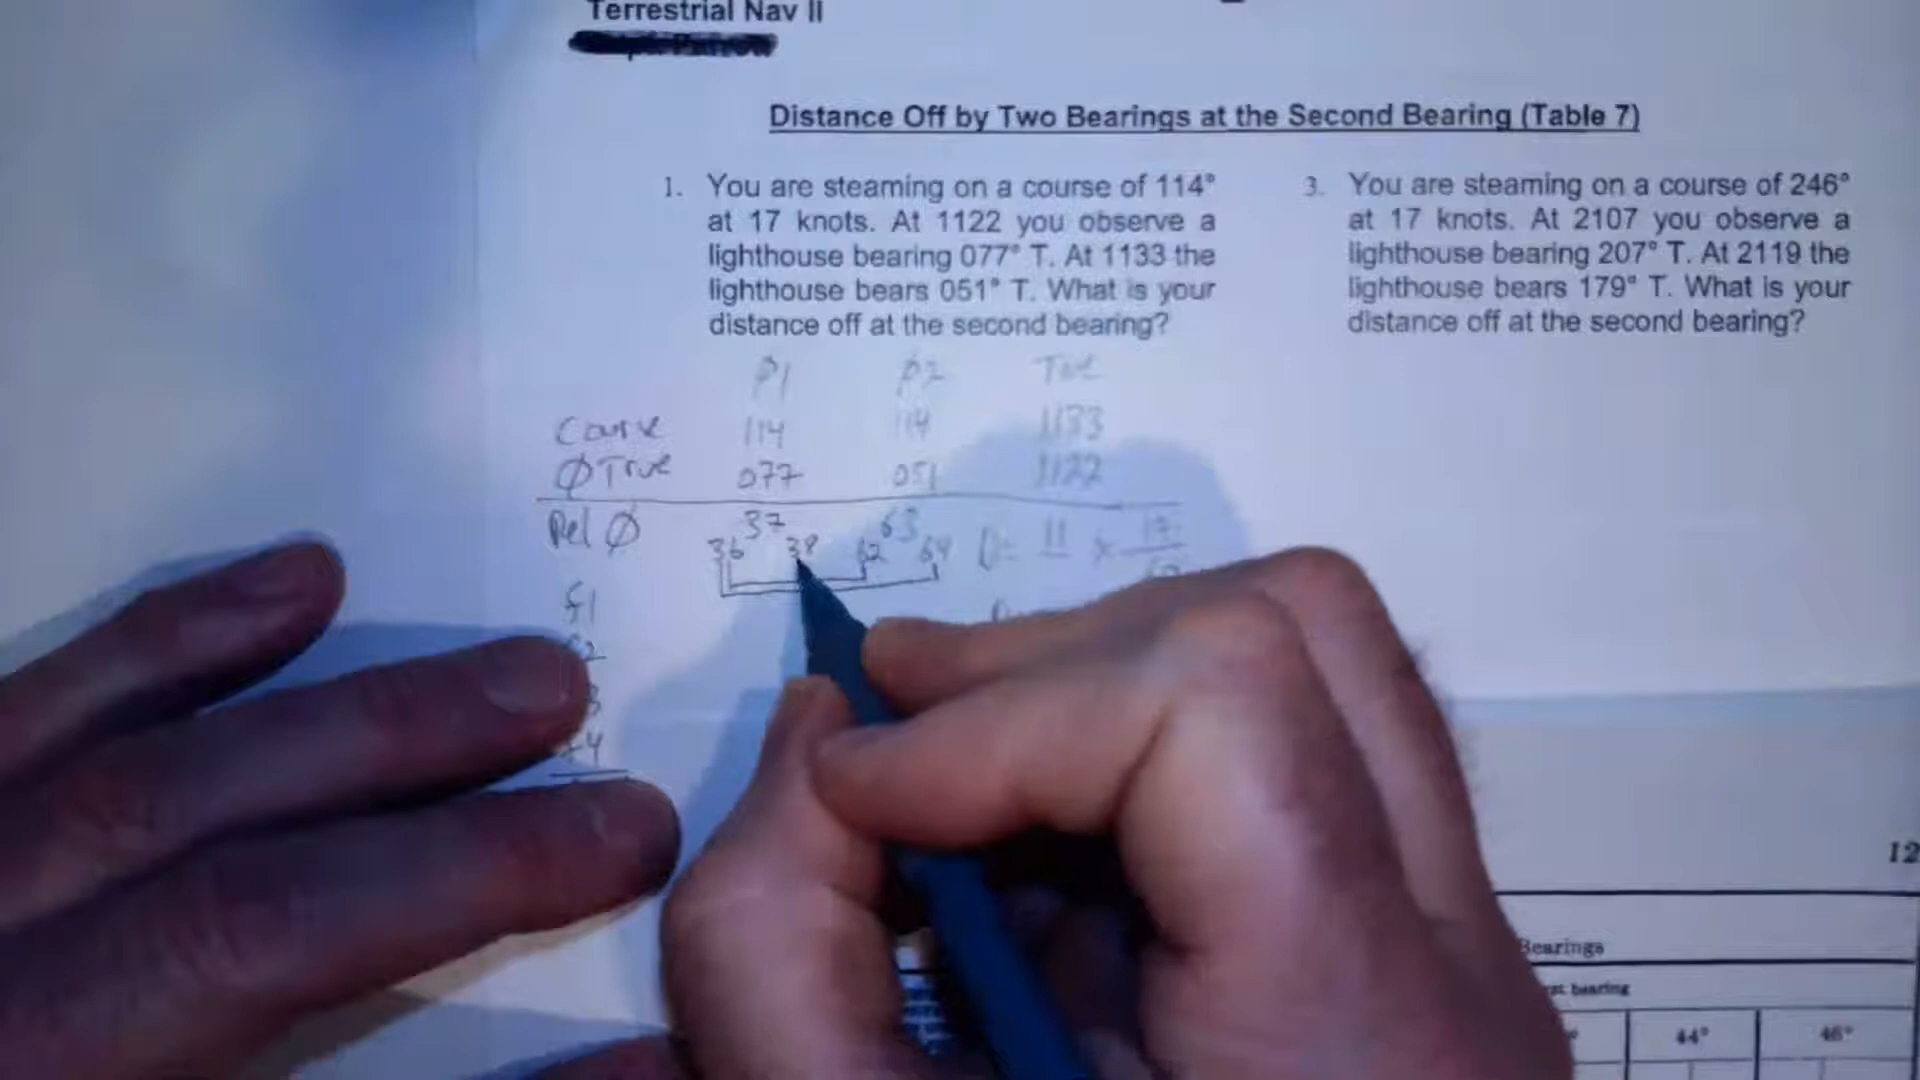 Terrestrial Nav II
Distance Off by Two Bearings at the Second Bearing (Table 7)
1. You are steaming on a course of 114°
at 17 knots. At 1122 you observe a
lighthouse bearing 077° T. At 1133 the
lighthouse bears 051° T. What is your
distance off at the second bearing?
3. You are steaming on a course of 246°
at 17 knots. At 2107 you observe a
lighthouse bearing 207° T. At 2119 the
lighthouse bears 179° T. What is your
distance off at the second bearing?
Ø1 Ø2
Course 114 114 1133
ØTrue 077 051 1122
Rel Ø 37 63
36 38 62 64 D= 11 × 17
f1
12
Bearings
bearing
44° 46°